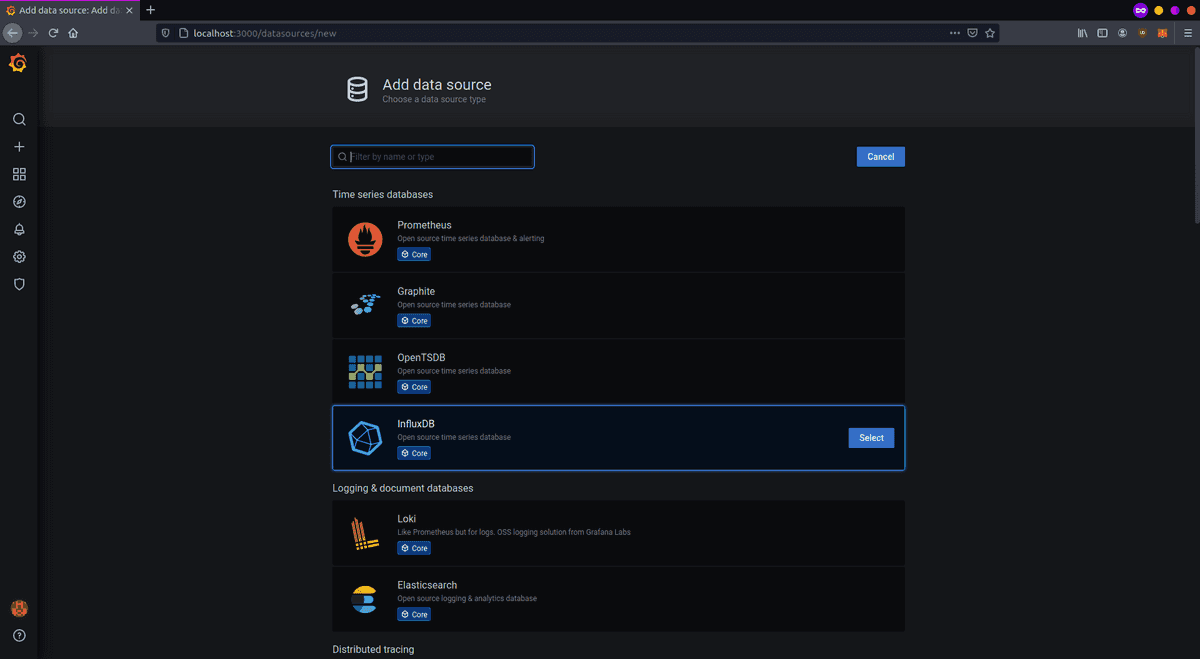 Add data source: Add da
localhost:3000/datasources/new
Add data source
Choose a data source type
Filter by name or type
Cancel
Time series databases
Prometheus
Open source time series database & alerting
Core
Graphite
Open source time series database
Core
OpenTSDB
Open source time series database
Core
InfluxDB
Open source time series database
Core
Select
Logging & document databases
Loki
Like Prometheus but for logs. OSS logging solution from Grafana Labs
Core
Elasticsearch
Open source logging & analytics database
Core
Distributed tracing